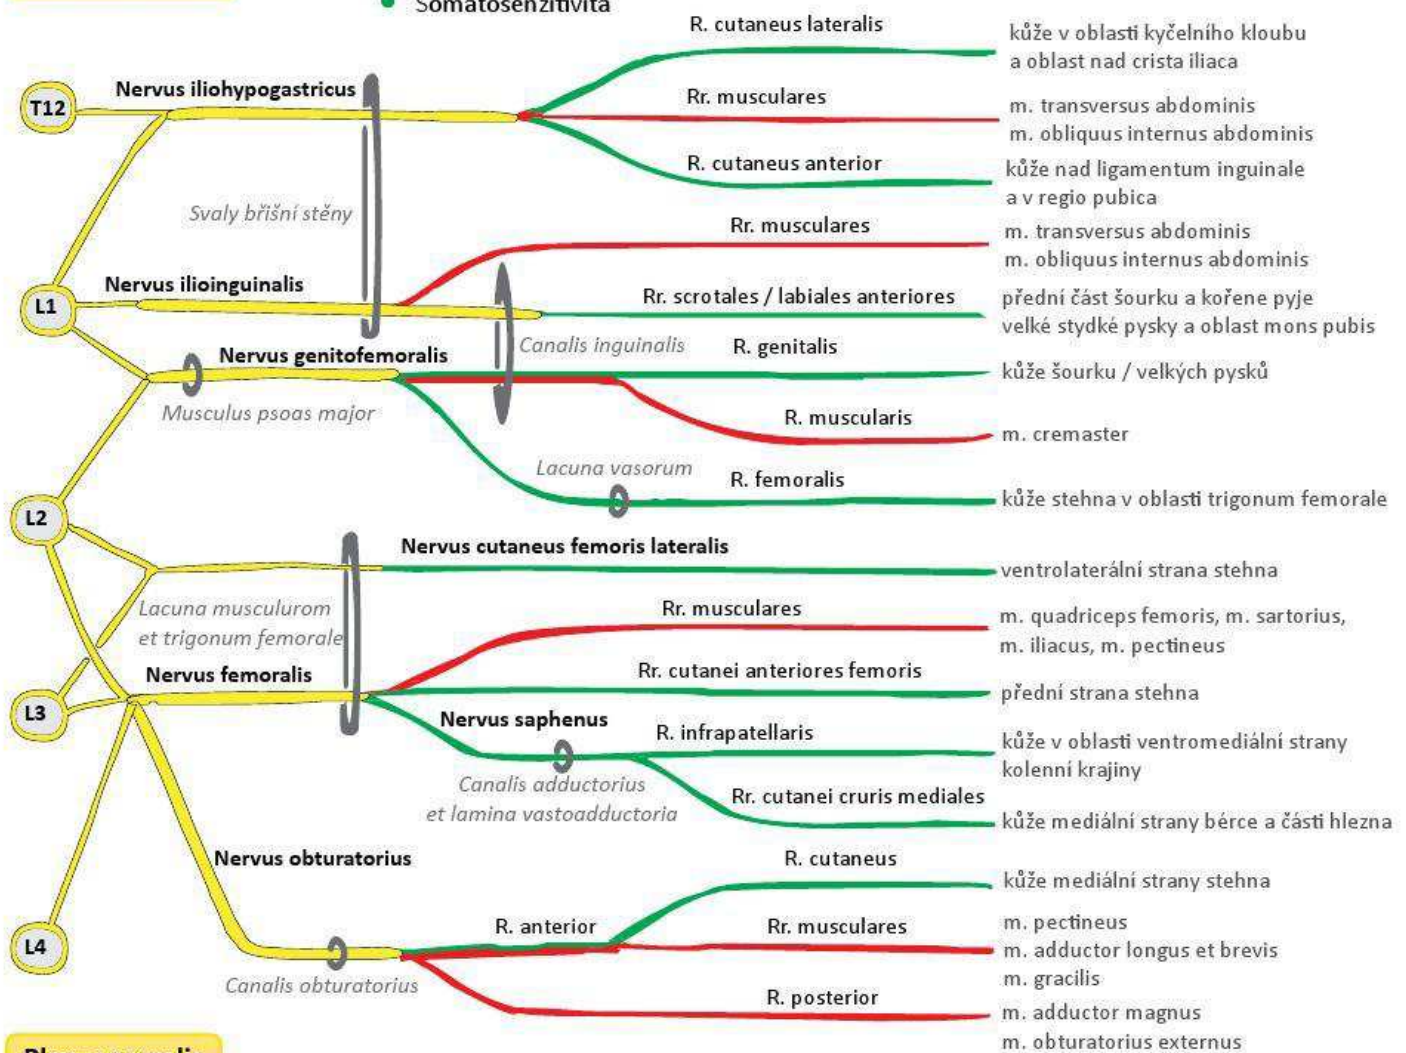 Somatosenzitivita
R. cutaneus lateralis
kůže v oblasti kyčelního kloubu
a oblast nad crista iliaca
T12
Nervus iliohypogastricus
Rr. musculares
m. transversus abdominis
m. obliquus internus abdominis
R. cutaneus anterior
kůže nad ligamentum inguinale
a v regio pubica
Svaly břišní stěny
Rr. musculares
m. transversus abdominis
m. obliquus internus abdominis
L1
Nervus ilioinguinalis
Rr. scrotales / labiales anteriores
přední část šourku a kořene pyje
velké stydké pysky a oblast mons pubis
Canalis inguinalis
Nervus genitofemoralis
R. genitalis
kůže šourku / velkých pysků
Musculus psoas major
R. muscularis
m. cremaster
Lacuna vasorum
R. femoralis
kůže stehna v oblasti trigonum femorale
L2
Nervus cutaneus femoris lateralis
ventrolaterální strana stehna
Lacuna musculurom
et trigonum femorale
Rr. musculares
m. quadriceps femoris, m. sartorius,
m. iliacus, m. pectineus
L3
Nervus femoralis
Rr. cutanei anteriores femoris
přední strana stehna
Nervus saphenus
R. infrapatellaris
kůže v oblasti ventromediální strany
kolenní krajiny
Canalis adductorius
et lamina vastoadductoria
Rr. cutanei cruris mediales
kůže mediální strany bérce a části hlezna
Nervus obturatorius
R. cutaneus
kůže mediální strany stehna
L4
R. anterior
Rr. musculares
m. pectineus
m. adductor longus et brevis
m. gracilis
Canalis obturatorius
R. posterior
m. adductor magnus
m. obturatorius externus